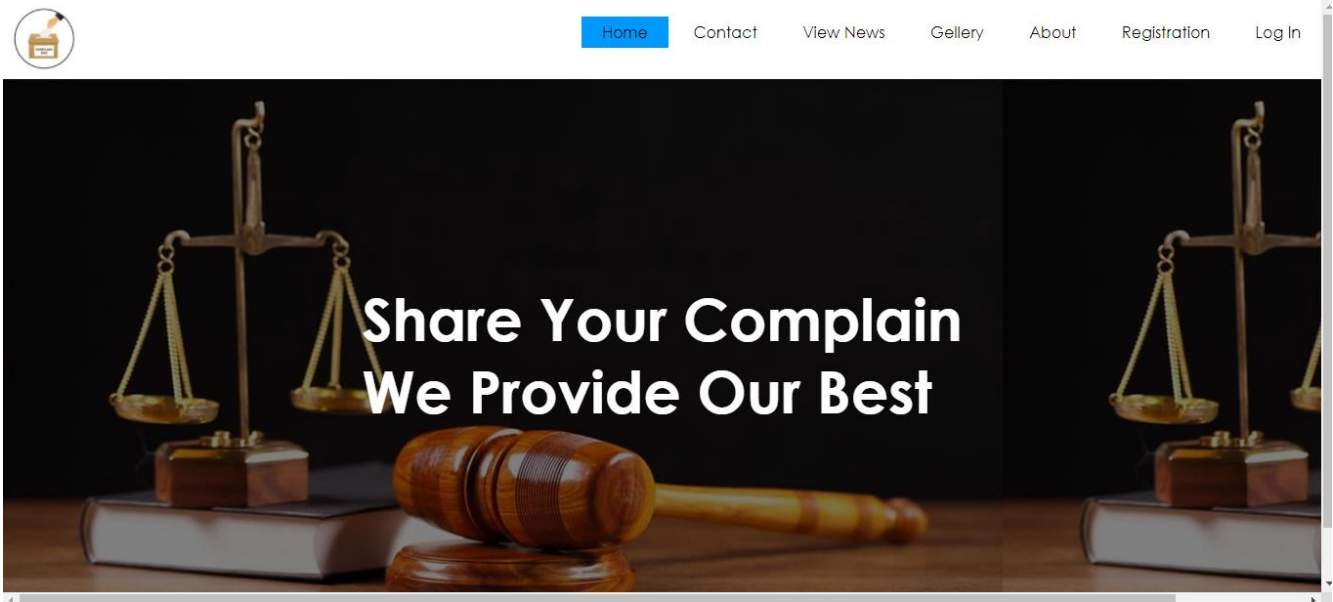 Home Contact View News Gellery About Registration Log In
Share Your Complain
We Provide Our Best